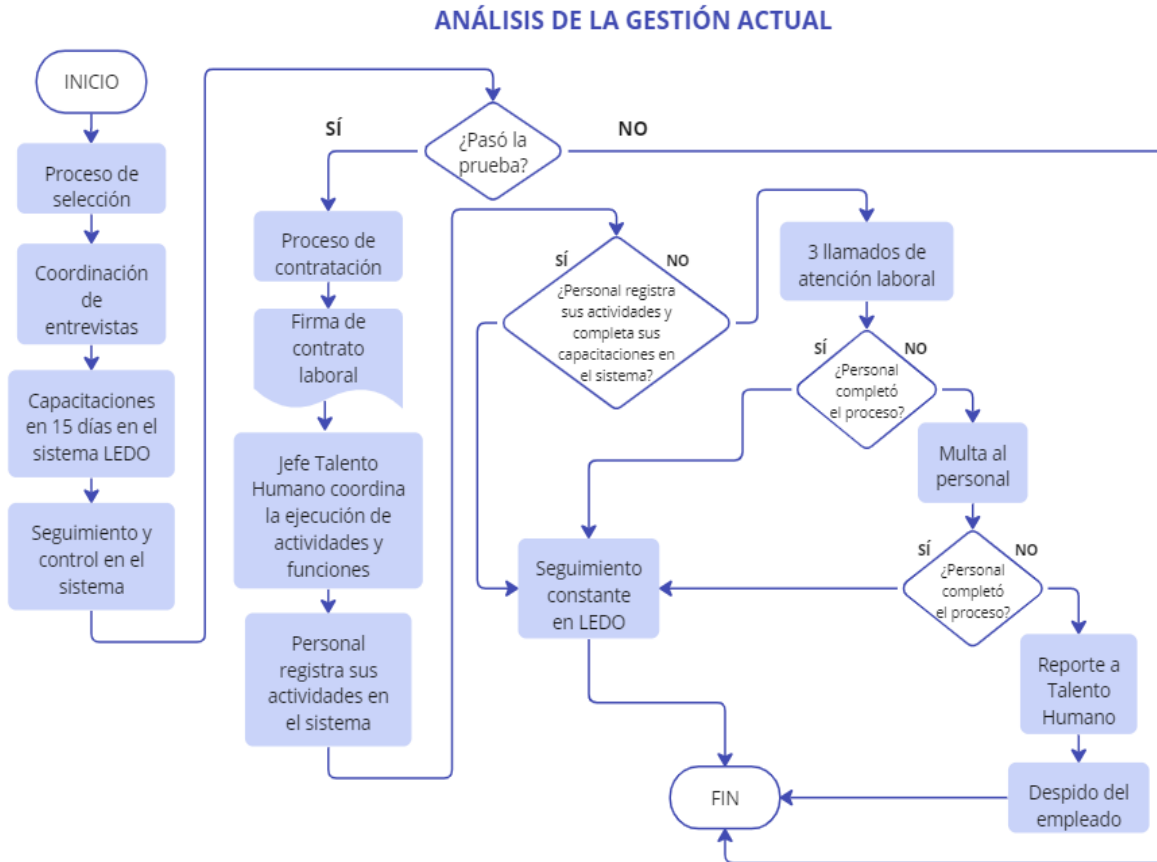 ANÁLISIS DE LA GESTIÓN ACTUAL
INICIO
Proceso de
selección
Coordinación
de
entrevistas
Capacitaciones
en 15 días en el
sistema LEDO
Seguimiento y
control en el
sistema
¿Pasó la
prueba?
SÍ
NO
Proceso de
contratación
Firma de
contrato
laboral
Jefe Talento
Humano coordina
la ejecución de
actividades y
funciones
Personal
registra sus
actividades en
el sistema
SÍ
NO
¿Personal registra
sus actividades y
completa sus
capacitaciones en
el sistema?
3 llamados de
atención laboral
SÍ
NO
¿Personal
completó
el proceso?
Multa al
personal
SÍ
NO
¿Personal
completó
el proceso?
Seguimiento
constante
en LEDO
Reporte a
Talento
Humano
Despido del
empleado
FIN